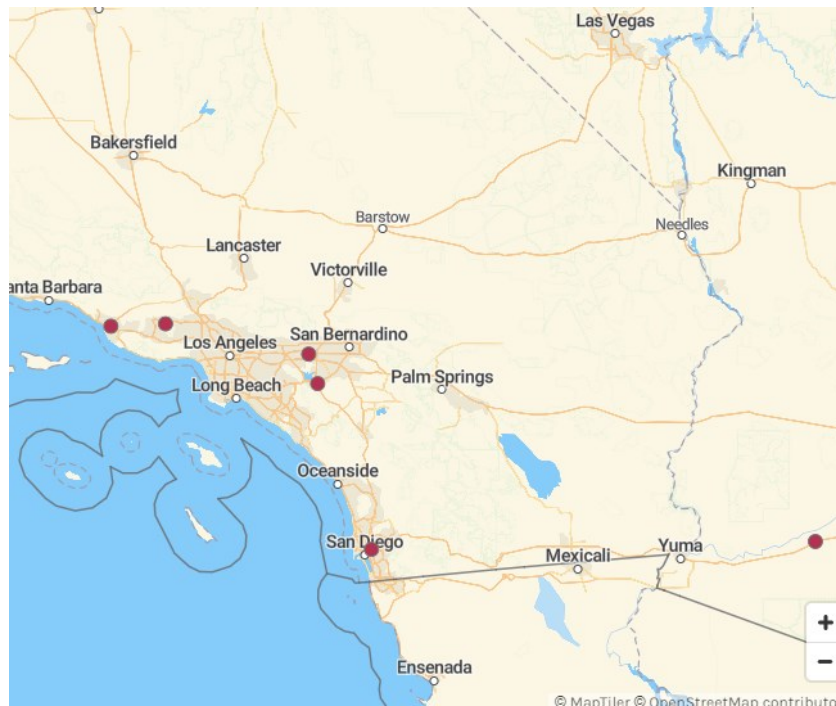 Las Vegas
Bakersfield
Kingman
Barstow
Needles
Lancaster
Victorville
anta Barbara
Los Angeles
San Bernardino
Palm Springs
Long Beach
Oceanside
San Diego
Mexicali
Yuma
+
−
Ensenada
© MapTiler © OpenStreetMap contributo